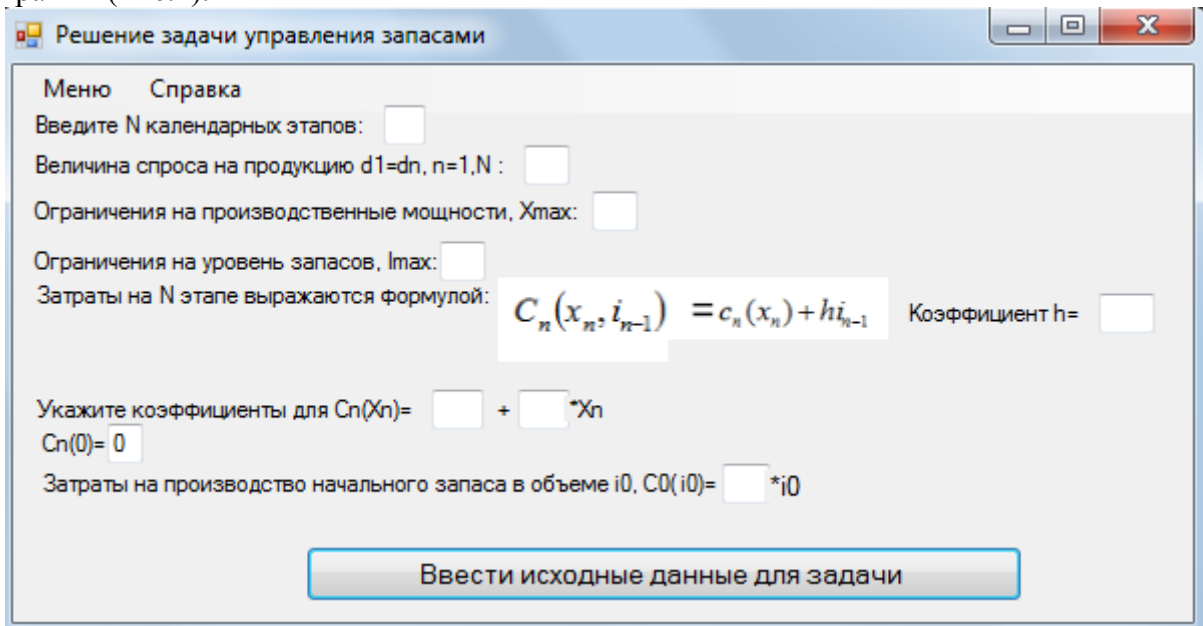 Решение задачи управления запасами
Меню Справка
Введите N календарных этапов:
Величина спроса на продукцию d1=dn, n=1,N :
Ограничения на производственные мощности, Xmax:
Ограничения на уровень запасов, Imax:
Затраты на N этапе выражаются формулой: Cₙ(xₙ, iₙ₋₁) = cₙ(xₙ) + hiₙ₋₁ Коэффициент h=
Укажите коэффициенты для Cn(Xn)= + *Xn
Cn(0)= 0
Затраты на производство начального запаса в объеме i0, C0( i0)= *i0
Ввести исходные данные для задачи